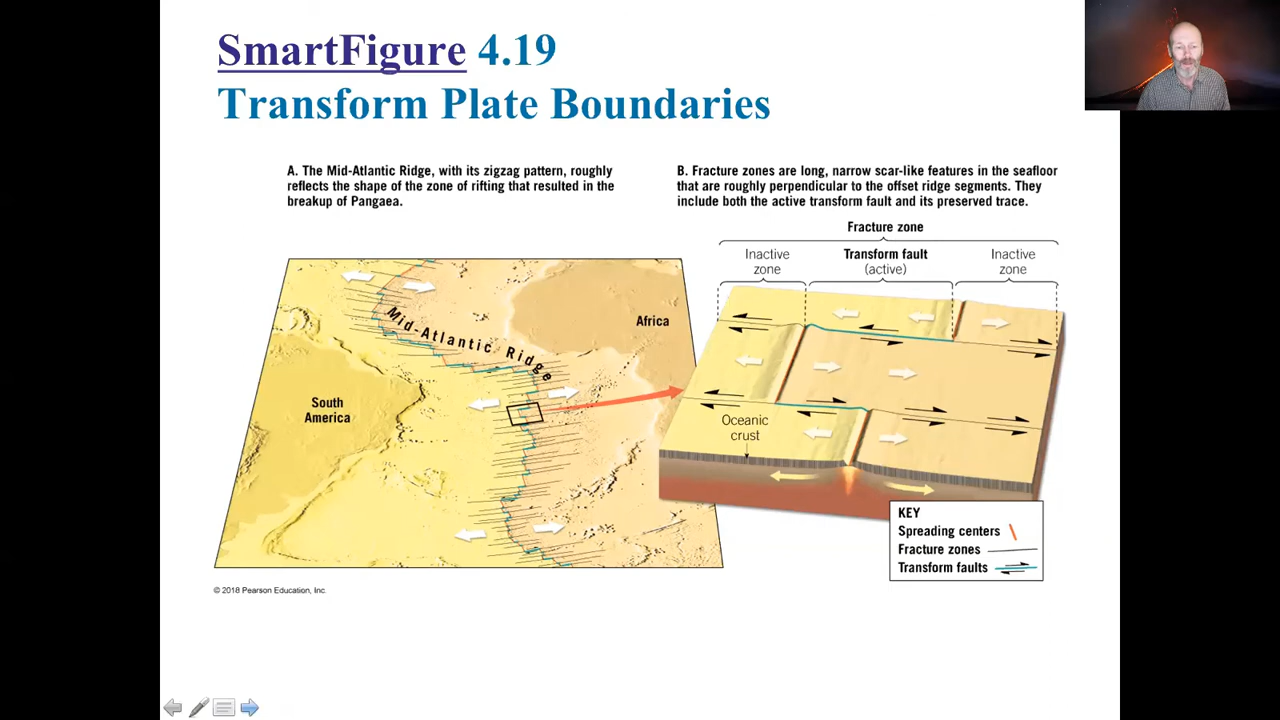 SmartFigure 4.19
Transform Plate Boundaries
A. The Mid-Atlantic Ridge, with its zigzag pattern, roughly
reflects the shape of the zone of rifting that resulted in the
breakup of Pangaea.
B. Fracture zones are long, narrow scar-like features in the seafloor
that are roughly perpendicular to the offset ridge segments. They
include both the active transform fault and its preserved trace.
Fracture zone
Inactive
zone
Transform fault
(active)
Inactive
zone
Mid-Atlantic Ridge
Africa
South
America
Oceanic
crust
KEY
Spreading centers
Fracture zones
Transform faults
© 2018 Pearson Education, Inc.